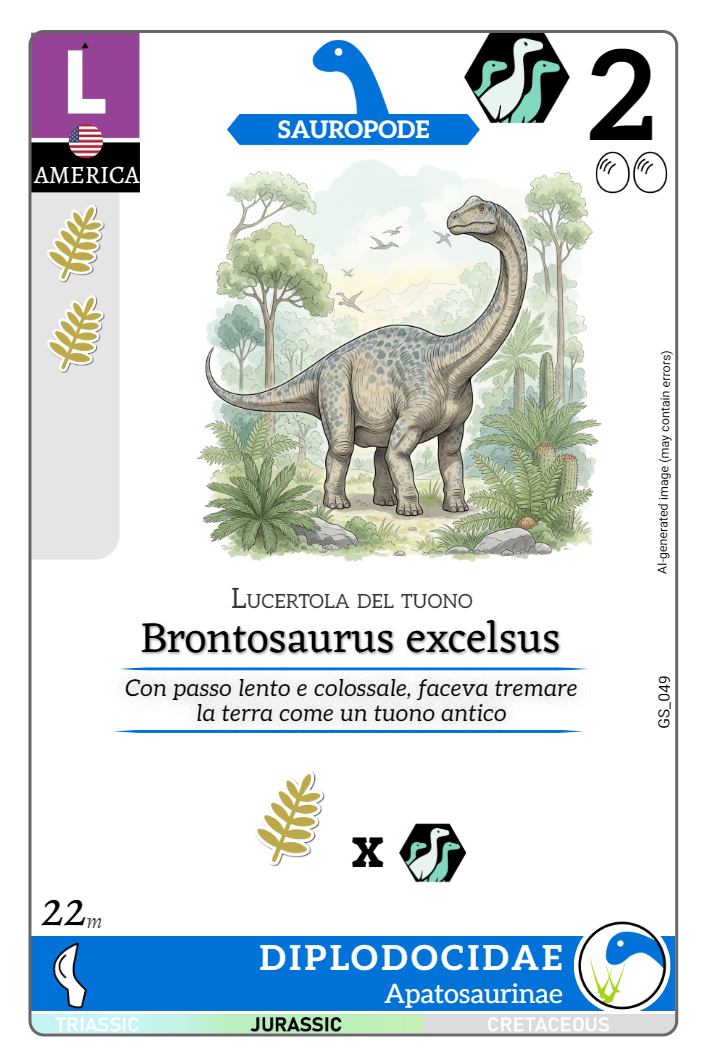 L
AMERICA
SAUROPODE
2
AI-generated image (may contain errors)
Lucertola del tuono
Brontosaurus excelsus
Con passo lento e colossale, faceva tremare
la terra come un tuono antico
GS_049
x
22m
DIPLODOCIDAE
Apatosaurinae
TRIASSIC JURASSIC CRETACEOUS